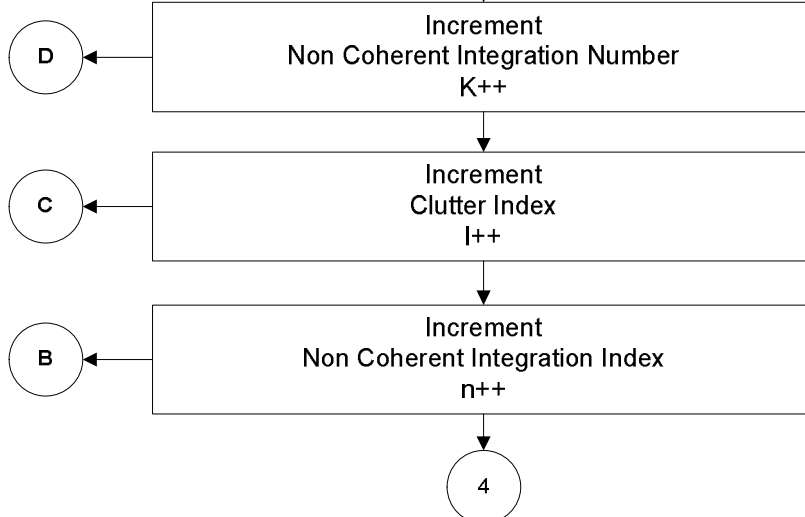 Increment
D
Non Coherent Integration Number
K++
Increment
C
Clutter Index
l++
Increment
B
Non Coherent Integration Index
n++
4